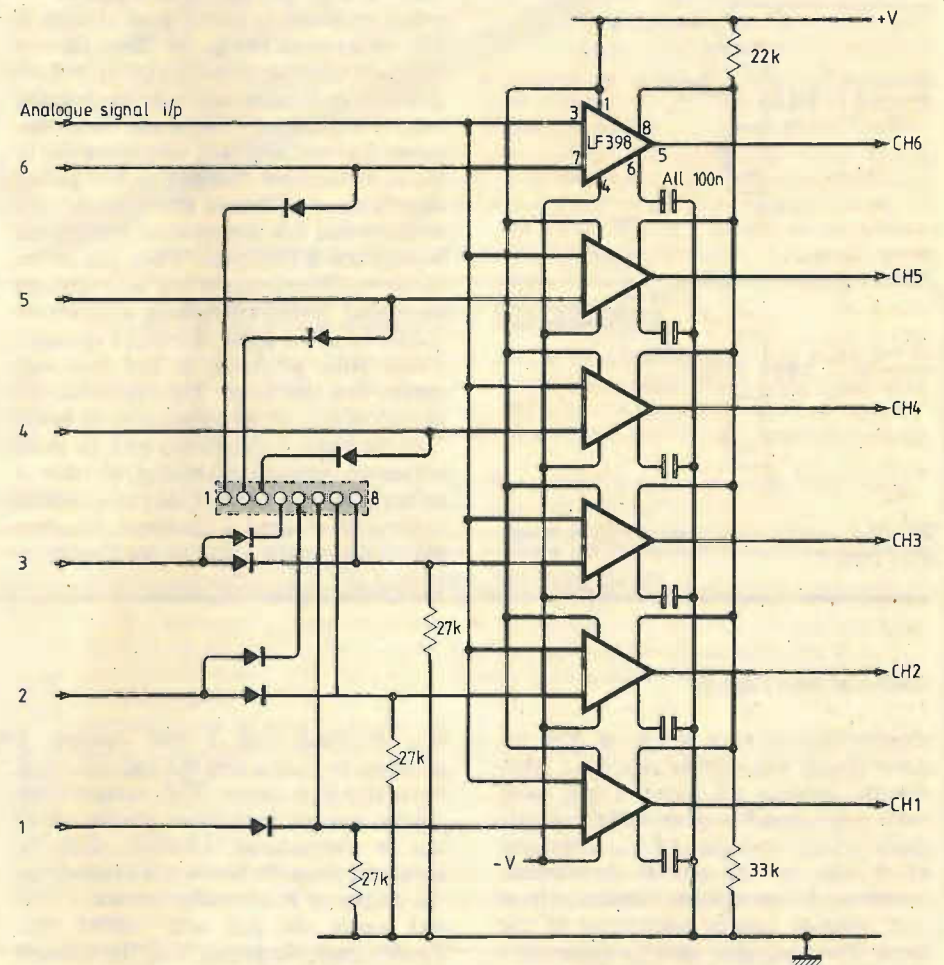 +V
22k
Analogue signal i/p
3
1
LF398
8
5
CH6
6
7
4
6
All 100n
5
CH5
4
CH4
1
8
3
CH3
27k
2
CH2
27k
1
CH1
-V
27k
33k